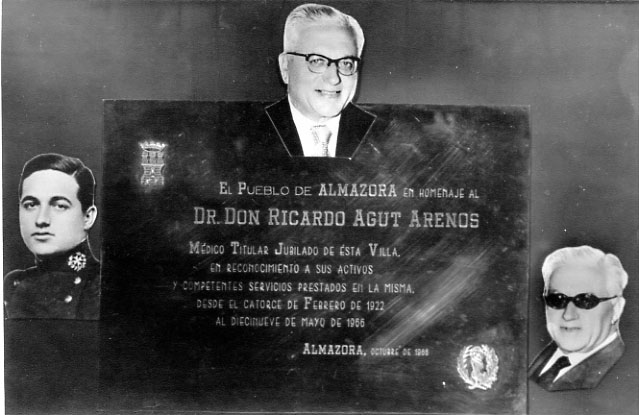 EL PUEBLO DE ALMAZORA EN HOMENAJE AL
DR. DON RICARDO AGUT ARENOS
MÉDICO TITULAR JUBILADO DE ÉSTA VILLA,
EN RECONOCIMIENTO A SUS ACTIVOS
Y COMPETENTES SERVICIOS PRESTADOS EN LA MISMA,
DESDE EL CATORCE DE FEBRERO DE 1922
AL DIECINUEVE DE MAYO DE 1966
ALMAZORA, OCTUBRE DE 1966